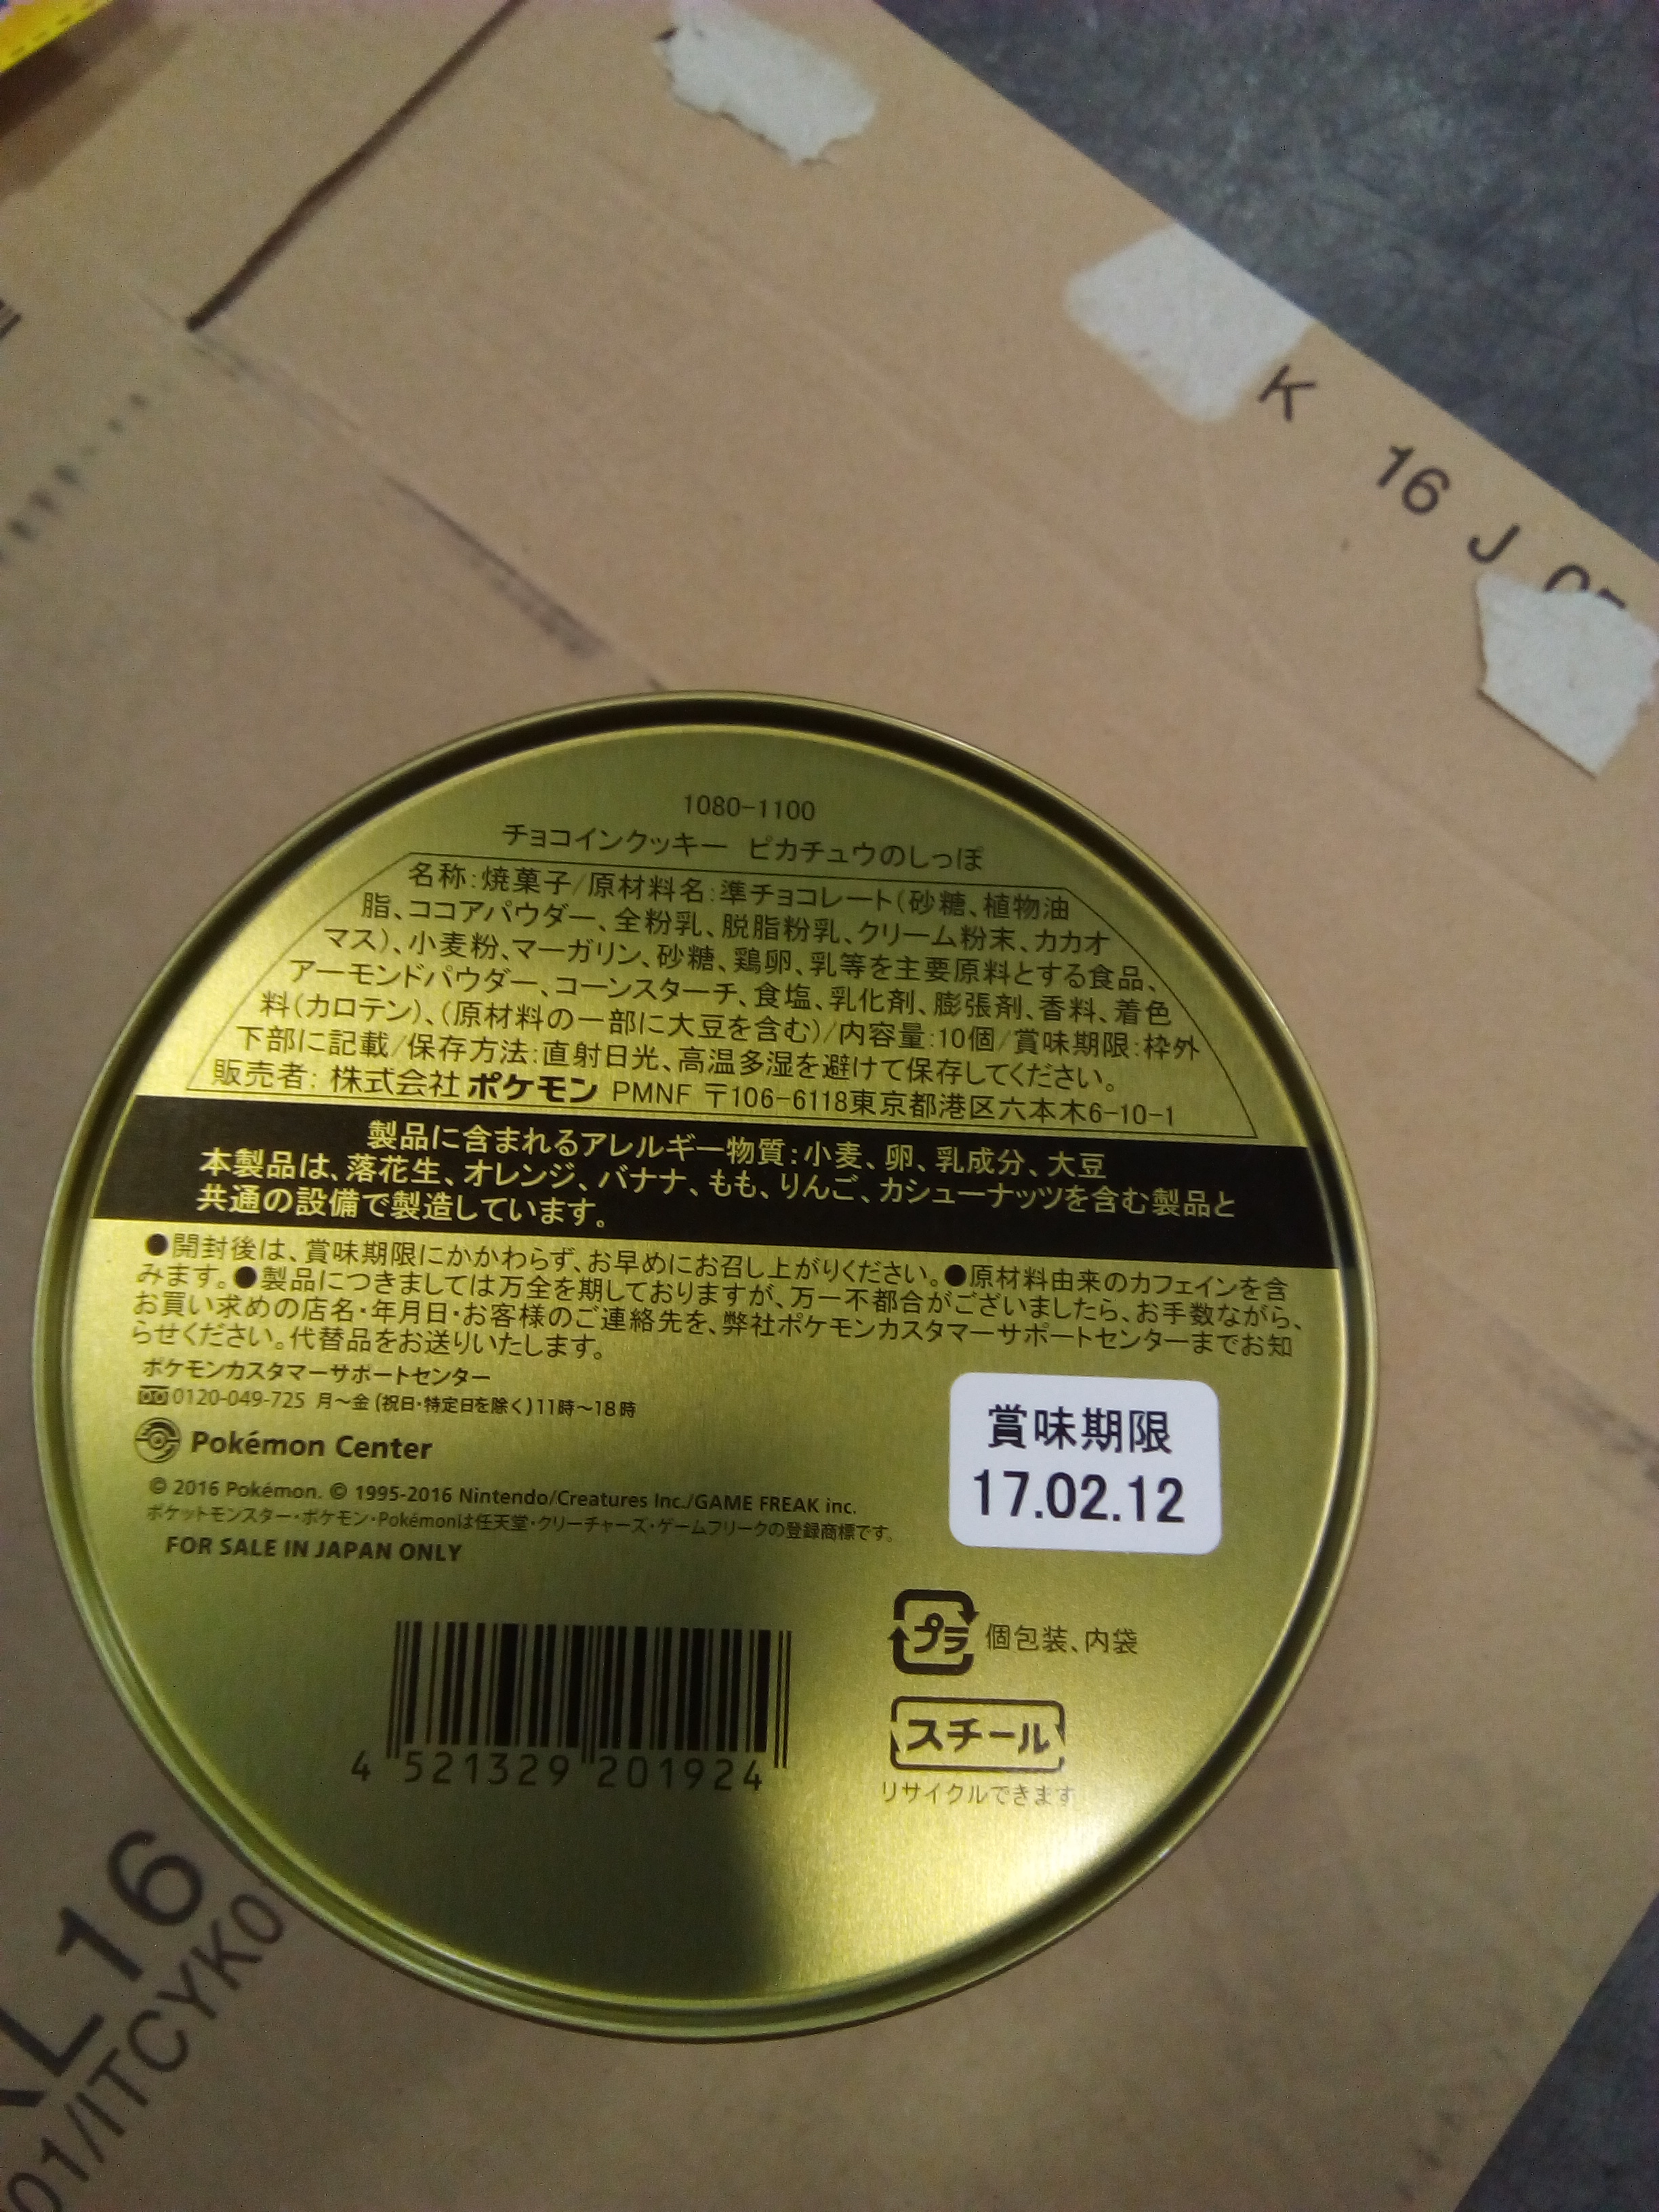 K 16 J
1080-1100
チョコインクッキー ピカチュウのしっぽ
名称:焼菓子/原材料名:準チョコレート(砂糖、植物油
脂、ココアパウダー、全粉乳、脱脂粉乳、クリーム粉末、カカオ
マス)、小麦粉、マーガリン、砂糖、鶏卵、乳等を主要原料とする食品、
アーモンドパウダー、コーンスターチ、食塩、乳化剤、膨張剤、香料、着色
料(カロテン)、(原材料の一部に大豆を含む)/内容量:10個/賞味期限:枠外
下部に記載/保存方法:直射日光、高温多湿を避けて保存してください。
販売者: 株式会社ポケモン PMNF 〒106-6118東京都港区六本木6-10-1
製品に含まれるアレルギー物質:小麦、卵、乳成分、大豆
本製品は、落花生、オレンジ、バナナ、もも、りんご、カシューナッツを含む製品と
共通の設備で製造しています。
●開封後は、賞味期限にかかわらず、お早めにお召し上がりください。●原材料由来のカフェインを含
みます。●製品につきましては万全を期しておりますが、万一不都合がございましたら、お手数ながら、
お買い求めの店名・年月日・お客様のご連絡先を、弊社ポケモンカスタマーサポートセンターまでお知
らせください。代替品をお送りいたします。
ポケモンカスタマーサポートセンター
0120-049-725 月～金(祝日・特定日を除く)11時～18時
Pokémon Center
© 2016 Pokémon. © 1995-2016 Nintendo/Creatures Inc./GAME FREAK inc.
ポケットモンスター・ポケモン・Pokémonは任天堂・クリーチャーズ・ゲームフリークの登録商標です。
FOR SALE IN JAPAN ONLY
賞味期限
17.02.12
プラ 個包装、内袋
スチール
リサイクルできます
4 521329 201924
L16
01/ITCYK0